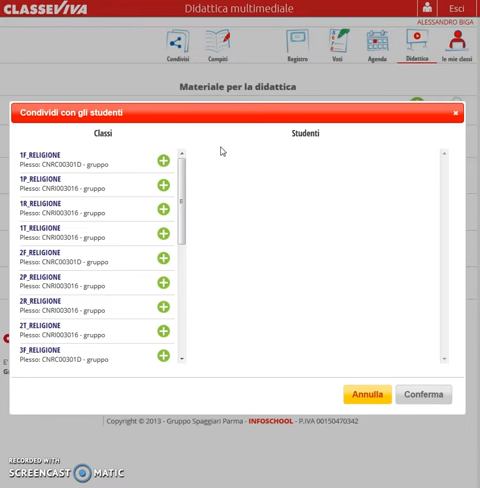 CLASSEVIVA
Didattica multimediale
Esci
ALESSANDRO BIGA
Condivisi
Compiti
Registro
Voti
Agenda
Didattica
le mie classi
Materiale per la didattica
Condividi con gli studenti
Classi
Studenti
1F_RELIGIONE
Plesso: CNRC00301D - gruppo
1P_RELIGIONE
Plesso: CNRI003016 - gruppo
1R_RELIGIONE
Plesso: CNRI003016 - gruppo
1T_RELIGIONE
Plesso: CNRI003016 - gruppo
2F_RELIGIONE
Plesso: CNRC00301D - gruppo
2P_RELIGIONE
Plesso: CNRI003016 - gruppo
2R_RELIGIONE
Plesso: CNRI003016 - gruppo
2T_RELIGIONE
Plesso: CNRI003016 - gruppo
3F_RELIGIONE
Plesso: CNRC00301D - gruppo
Annulla
Conferma
Copyright © 2013 - Gruppo Spaggiari Parma - INFOSCHOOL - P.IVA 00150470342
RECORDED WITH
SCREENCAST MATIC